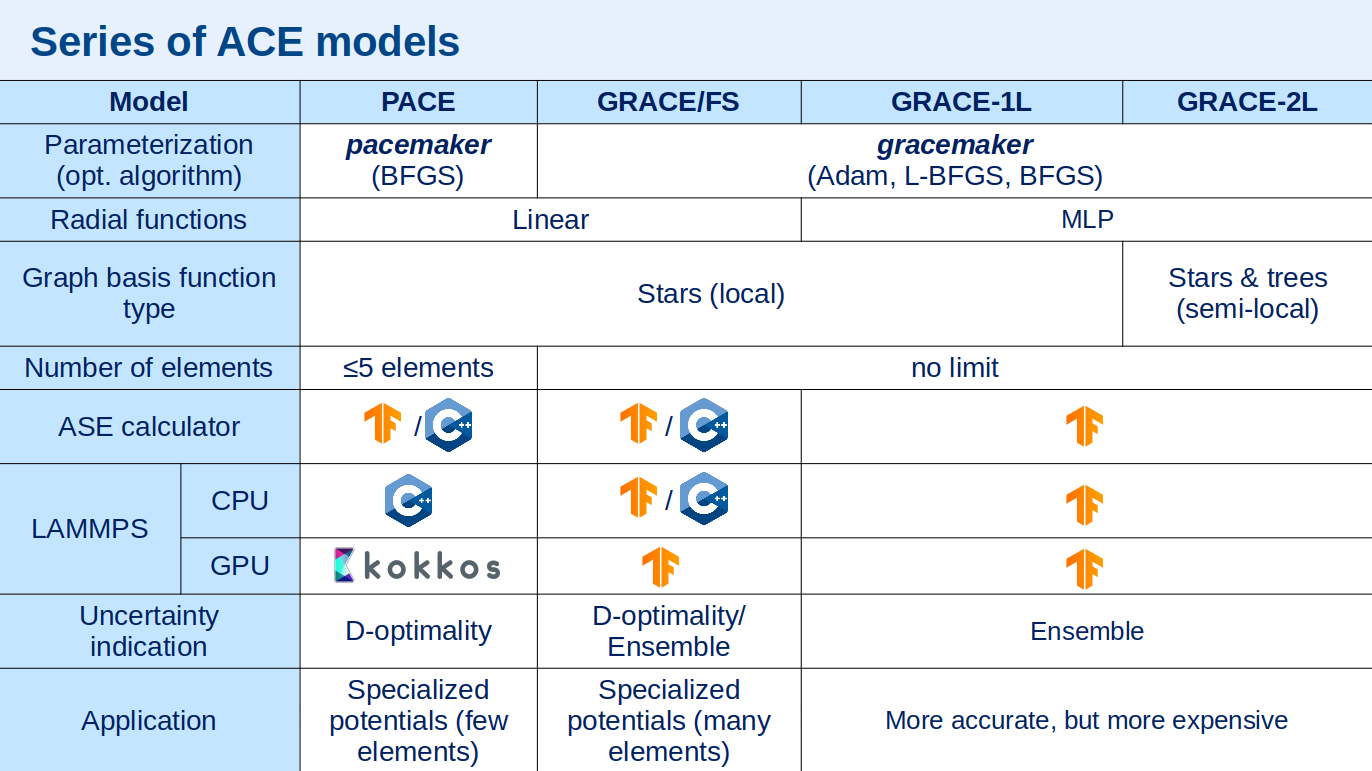 Series of ACE models
Model PACE GRACE/FS GRACE-1L GRACE-2L
Parameterization
(opt. algorithm)
pacemaker
(BFGS)
gracemaker
(Adam, L-BFGS, BFGS)
Radial functions Linear MLP
Graph basis function
type
Stars (local)
Stars & trees
(semi-local)
Number of elements ≤5 elements no limit
ASE calculator / C++ / C++
LAMMPS
CPU C++ / C++
GPU kokkos
Uncertainty
indication
D-optimality
D-optimality/
Ensemble
Ensemble
Application
Specialized
potentials (few
elements)
Specialized
potentials (many
elements)
More accurate, but more expensive